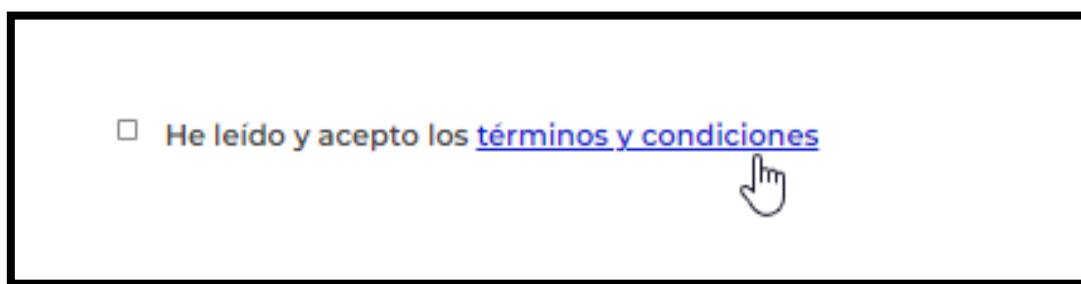 He leído y acepto los términos y condiciones